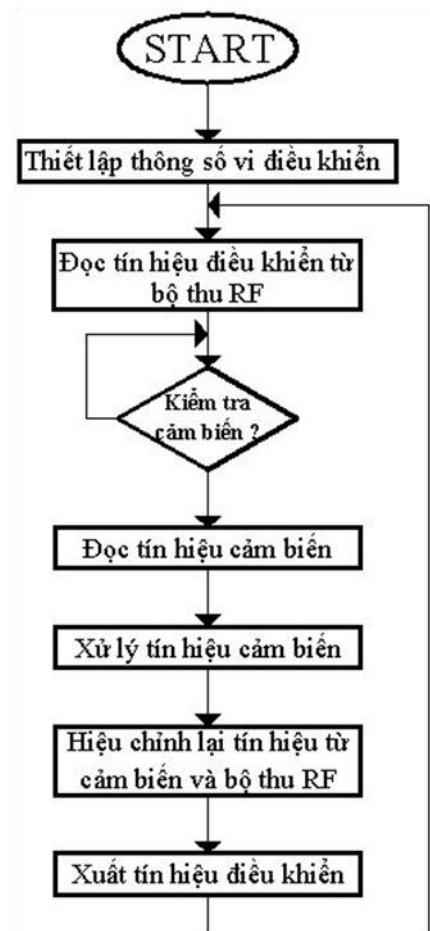 START
Thiết lập thông số vi điều khiển
Đọc tín hiệu điều khiển từ
bộ thu RF
Kiểm tra
cảm biến ?
Đọc tín hiệu cảm biến
Xử lý tín hiệu cảm biến
Hiệu chỉnh lại tín hiệu từ
cảm biến và bộ thu RF
Xuất tín hiệu điều khiển